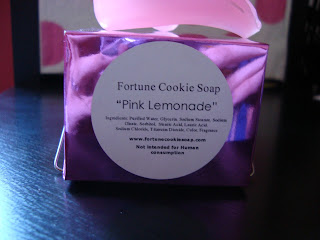 Fortune Cookie Soap
"Pink Lemonade"
Ingredients: Purified Water, Glycerin, Sodium Stearate, Sodium
Oleate, Sorbitol, Stearic Acid, Lauric Acid,
Sodium Chloride, Titanium Dioxide, Color, Fragrance
www.fortunecookiesoap.com
Not Intended for Human
consumption